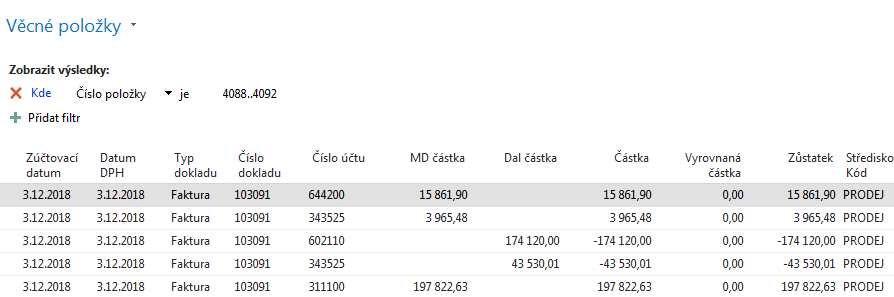 Věcné položky
Zobrazit výsledky:
Kde Číslo položky je 4088..4092
Přidat filtr
Zúčtovací datum Datum DPH Typ dokladu Číslo dokladu Číslo účtu MD částka Dal částka Částka Vyrovnaná částka Zůstatek Středisko Kód
3.12.2018 3.12.2018 Faktura 103091 644200 15 861,90 15 861,90 0,00 15 861,90 PRODEJ
3.12.2018 3.12.2018 Faktura 103091 343525 3 965,48 3 965,48 0,00 3 965,48 PRODEJ
3.12.2018 3.12.2018 Faktura 103091 602110 174 120,00 -174 120,00 0,00 -174 120,00 PRODEJ
3.12.2018 3.12.2018 Faktura 103091 343525 43 530,01 -43 530,01 0,00 -43 530,01 PRODEJ
3.12.2018 3.12.2018 Faktura 103091 311100 197 822,63 197 822,63 0,00 197 822,63 PRODEJ